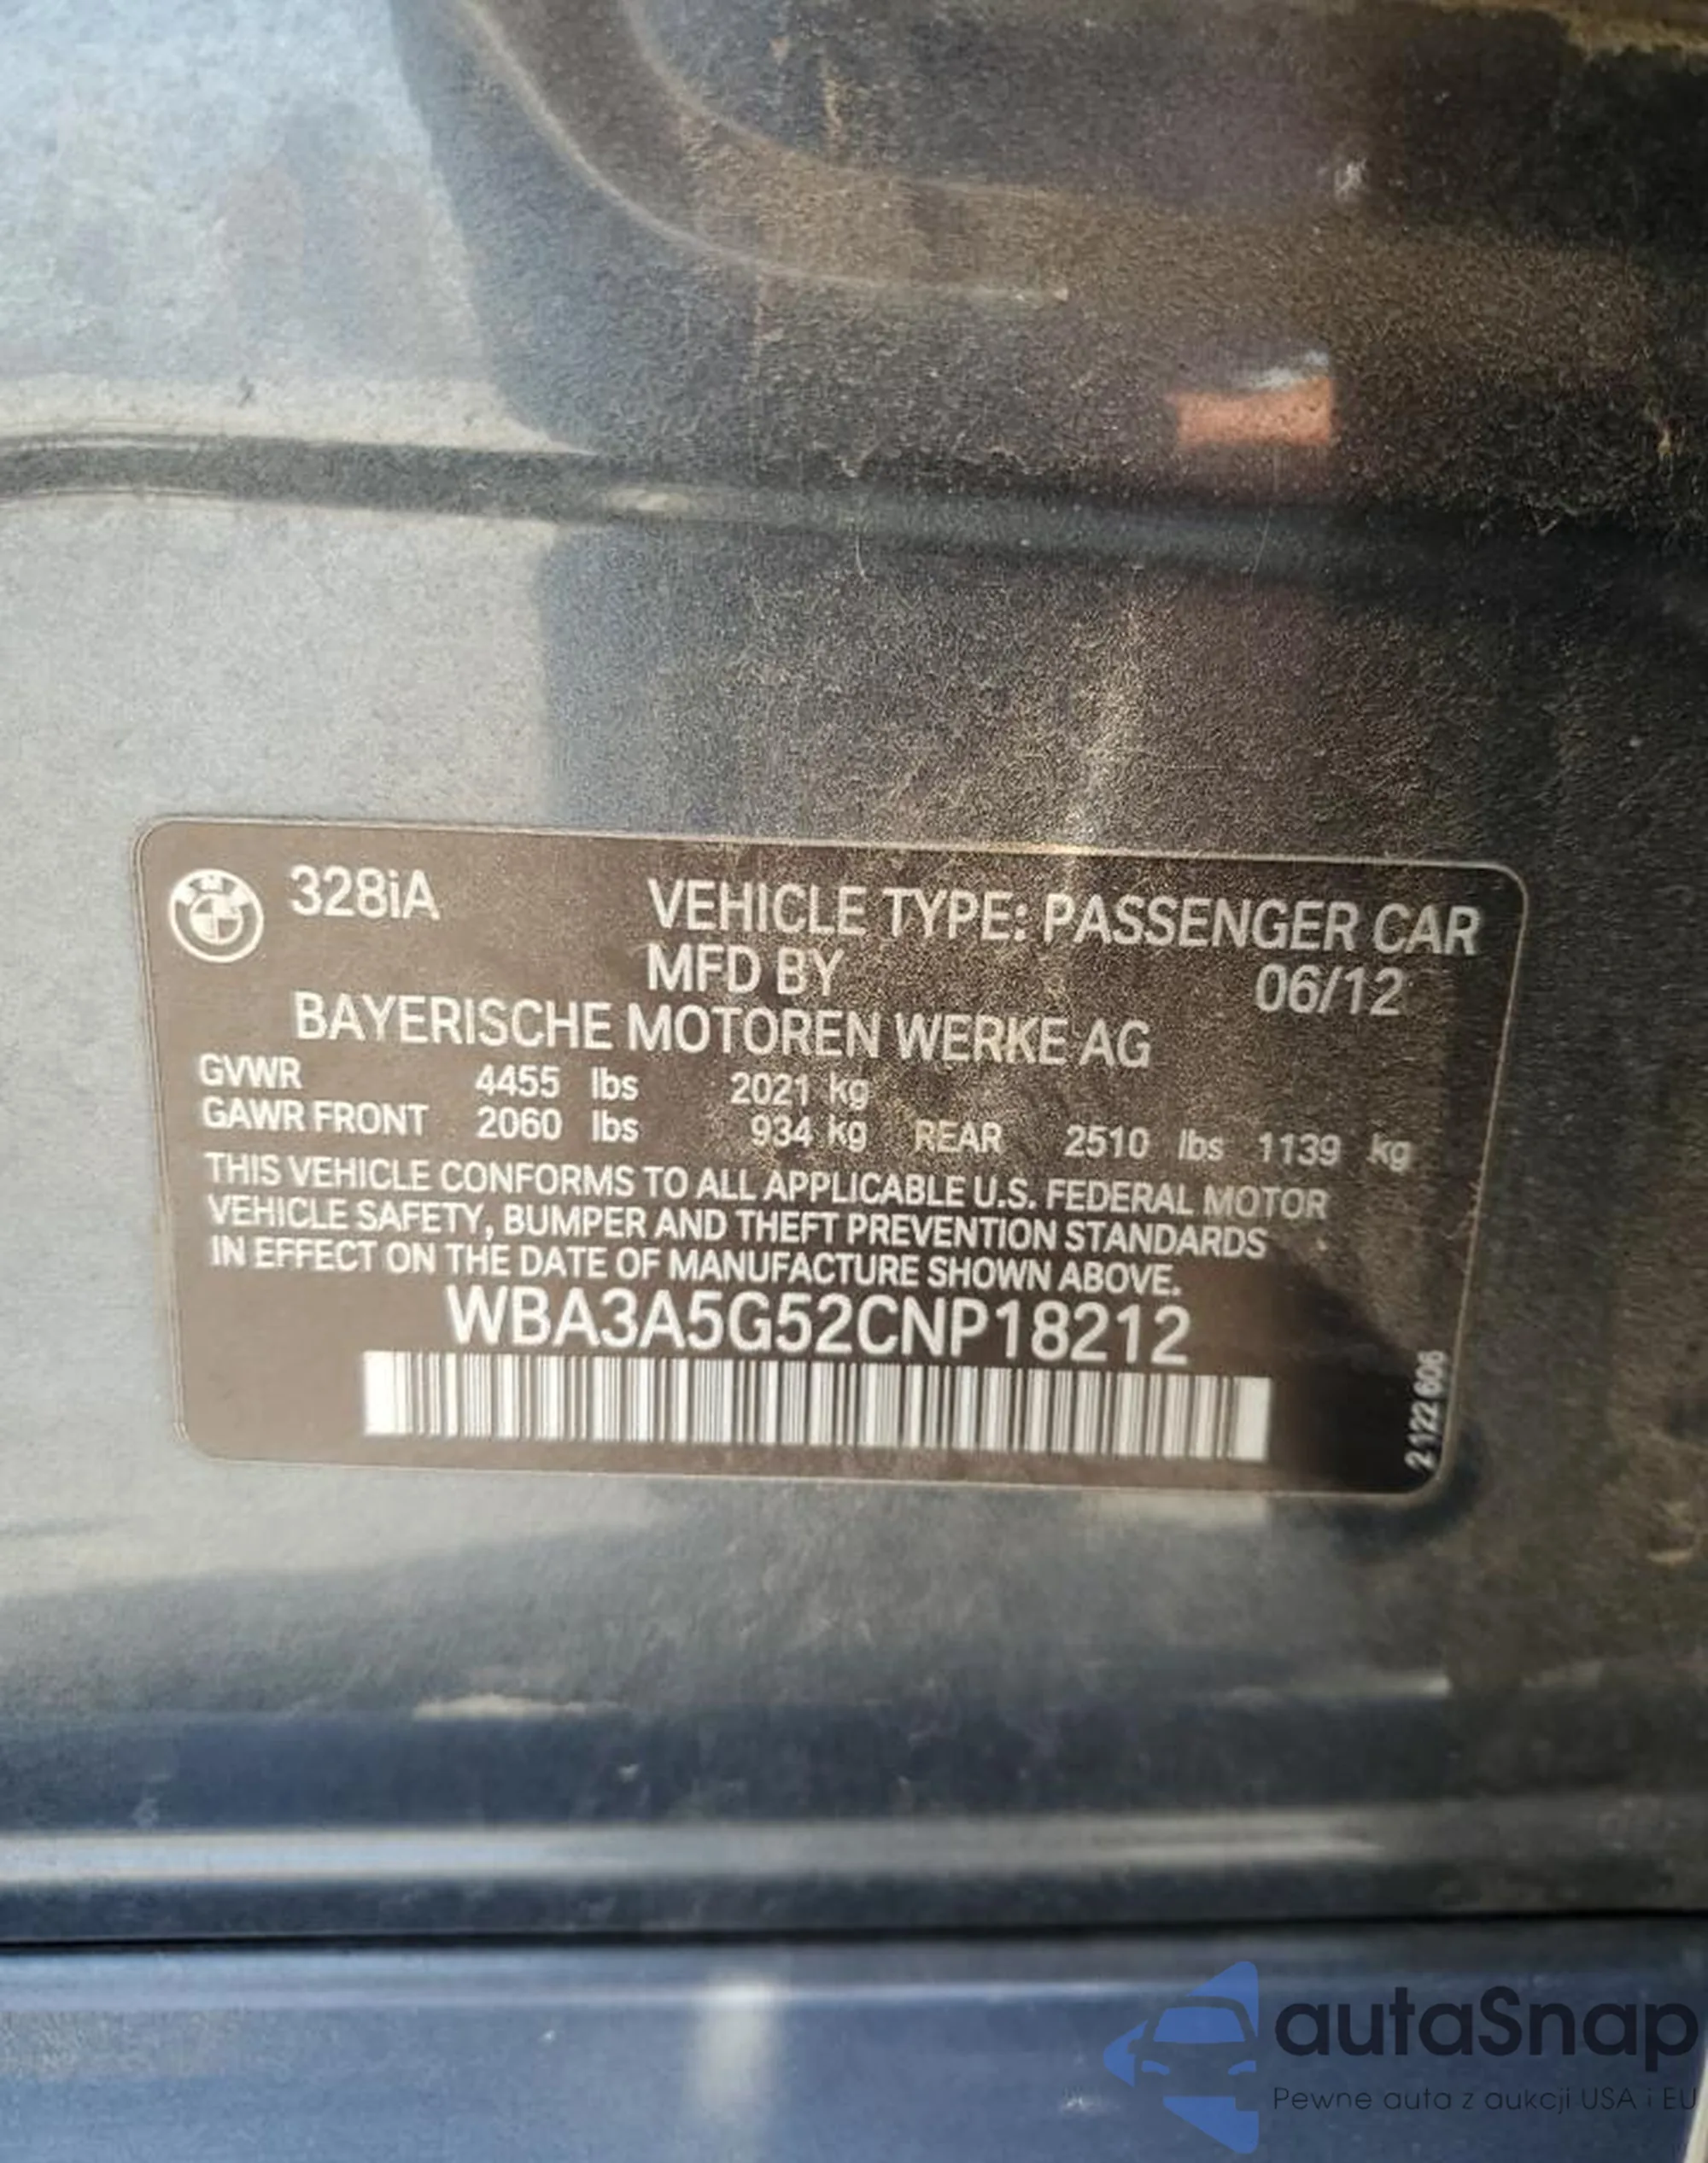 328iA
VEHICLE TYPE: PASSENGER CAR
MFD BY 06/12
BAYERISCHE MOTOREN WERKE AG
GVWR 4455 lbs 2021 kg
GAWR FRONT 2060 lbs 934 kg REAR 2510 lbs 1139 kg
THIS VEHICLE CONFORMS TO ALL APPLICABLE U.S. FEDERAL MOTOR
VEHICLE SAFETY, BUMPER AND THEFT PREVENTION STANDARDS
IN EFFECT ON THE DATE OF MANUFACTURE SHOWN ABOVE.
WBA3A5G52CNP18212
2 122 606
autaSnap
Pewne auta z aukcji USA i EU